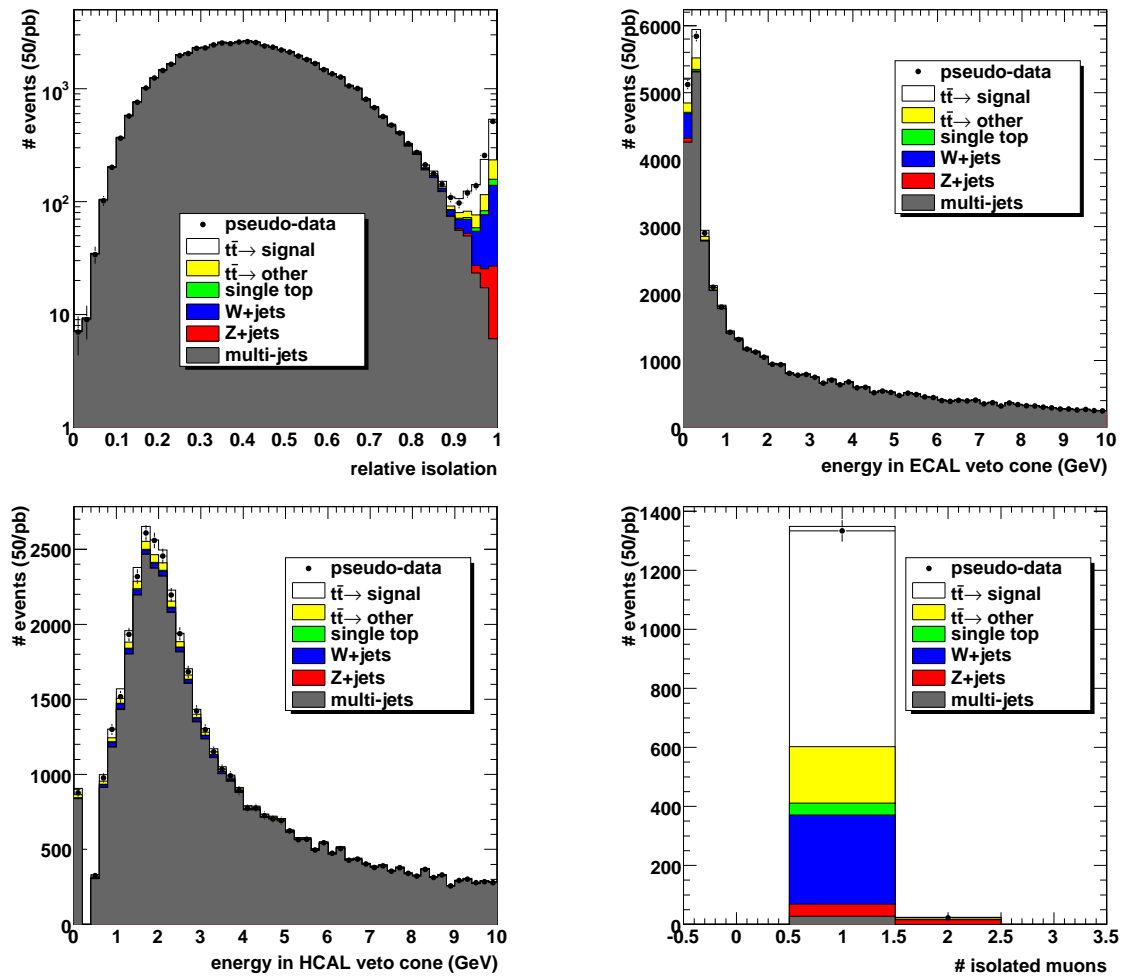 # events (50/pb)
10³
10²
10
1
0 0.1 0.2 0.3 0.4 0.5 0.6 0.7 0.8 0.9 1
relative isolation
pseudo-data
tt̄→ signal
tt̄→ other
single top
W+jets
Z+jets
multi-jets
# events (50/pb)
6000
5000
4000
3000
2000
1000
0
0 1 2 3 4 5 6 7 8 9 10
energy in ECAL veto cone (GeV)
pseudo-data
tt̄→ signal
tt̄→ other
single top
W+jets
Z+jets
multi-jets
# events (50/pb)
2500
2000
1500
1000
500
0
0 1 2 3 4 5 6 7 8 9 10
energy in HCAL veto cone (GeV)
pseudo-data
tt̄→ signal
tt̄→ other
single top
W+jets
Z+jets
multi-jets
# events (50/pb)
1400
1200
1000
800
600
400
200
0
-0.5 0 0.5 1 1.5 2 2.5 3 3.5
# isolated muons
pseudo-data
tt̄→ signal
tt̄→ other
single top
W+jets
Z+jets
multi-jets